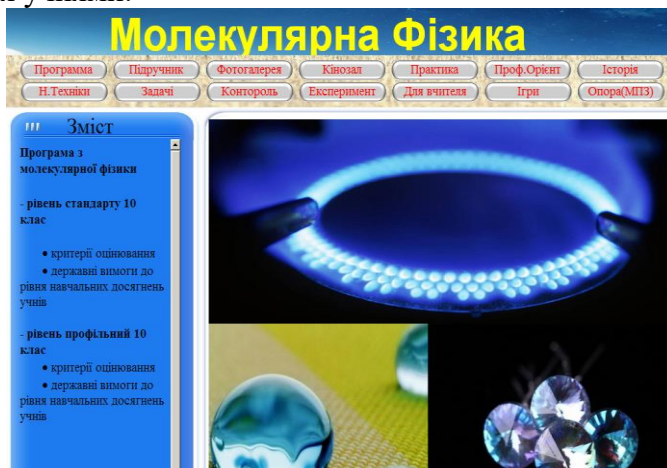 я учнями.
Молекулярна Фізика
Программа Підручник Фотогалерея Кінозал Практика Проф.Орієнт Історія
Н.Техніки Задачі Контороль Експеримент Для вчителя Ігри Опора(МПЗ)
Зміст
Програма з
молекулярної фізики
- рівень стандарту 10
клас
• критерії оцінювання
• державні вимоги до
рівня навчальних досягнень
учнів
- рівень профільний 10
клас
• критерії оцінювання
• державні вимоги до
рівня навчальних досягнень
учнів